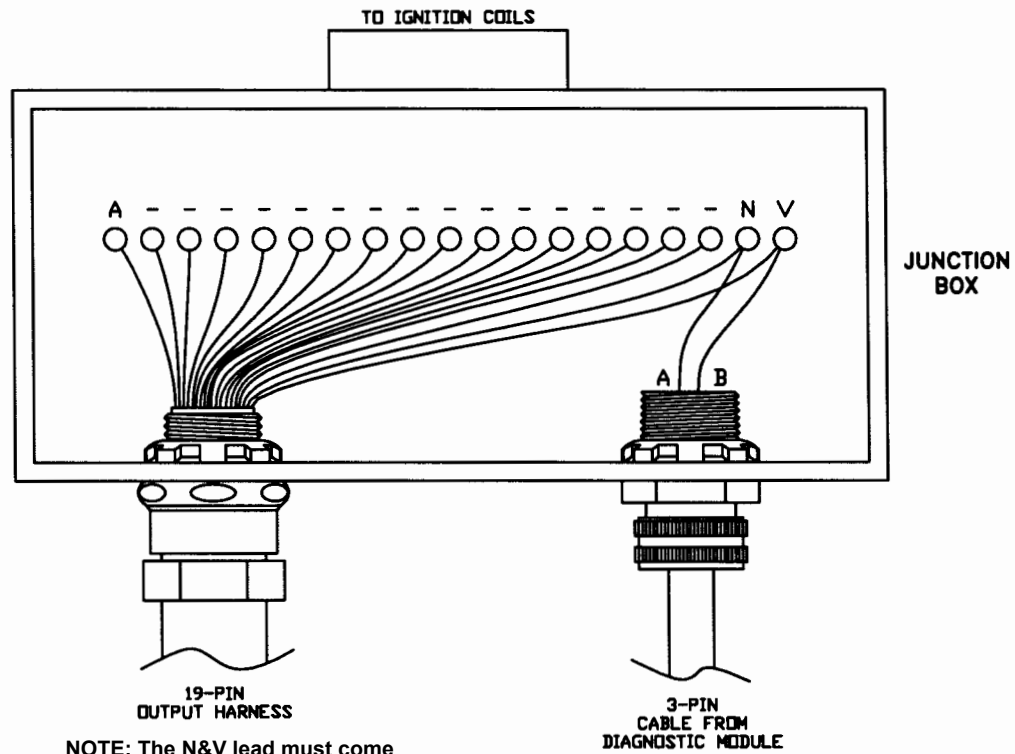 TO IGNITION COILS
A - - - - - - - - - - - - - - - - N V
JUNCTION
BOX
A B
19-PIN
OUTPUT HARNESS
3-PIN
CABLE FROM
DIAGNOSTIC MODULE
NOTE: The N&V lead must come